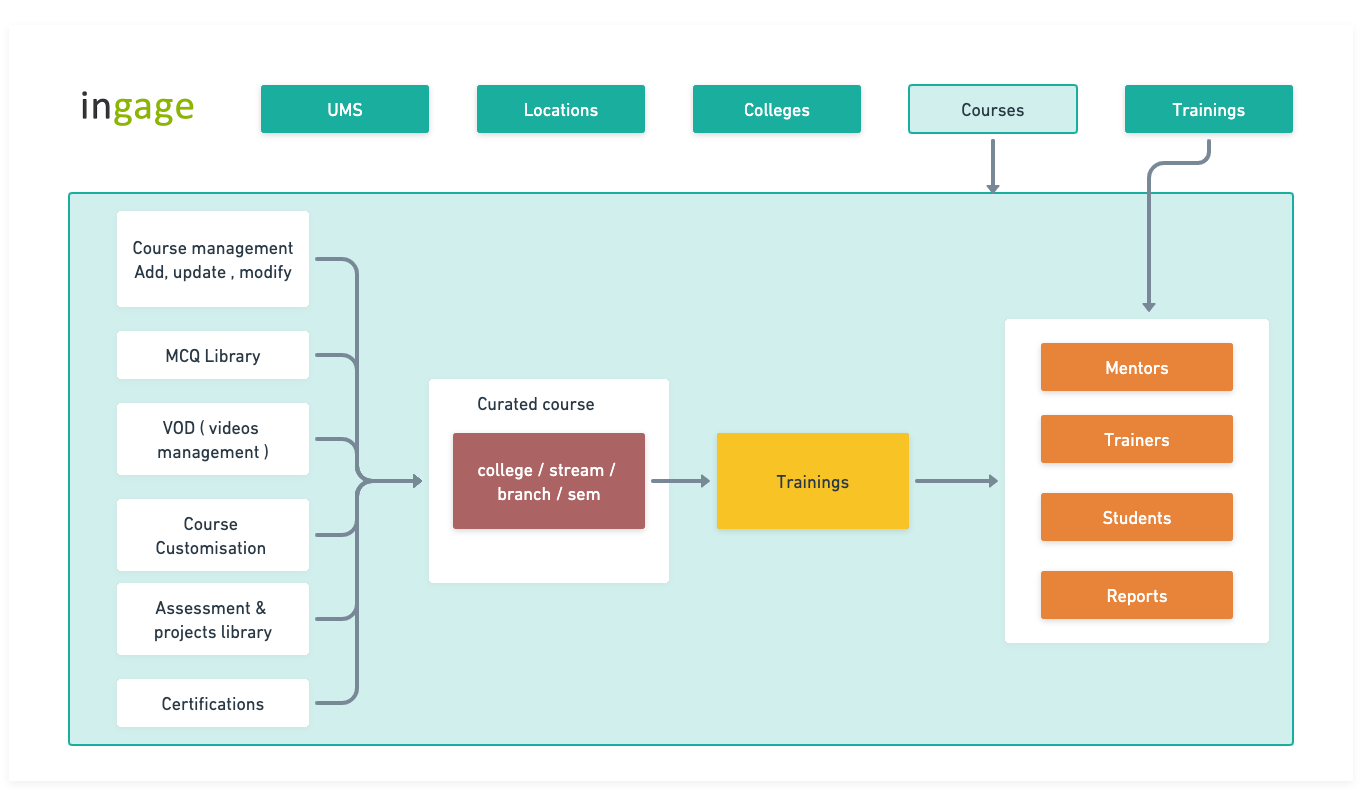 ingage
UMS
Locations
Colleges
Courses
Trainings
Course management
Add, update , modify
MCQ Library
VOD ( videos
management )
Course
Customisation
Assessment &
projects library
Certifications
Curated course
college / stream /
branch / sem
Trainings
Mentors
Trainers
Students
Reports